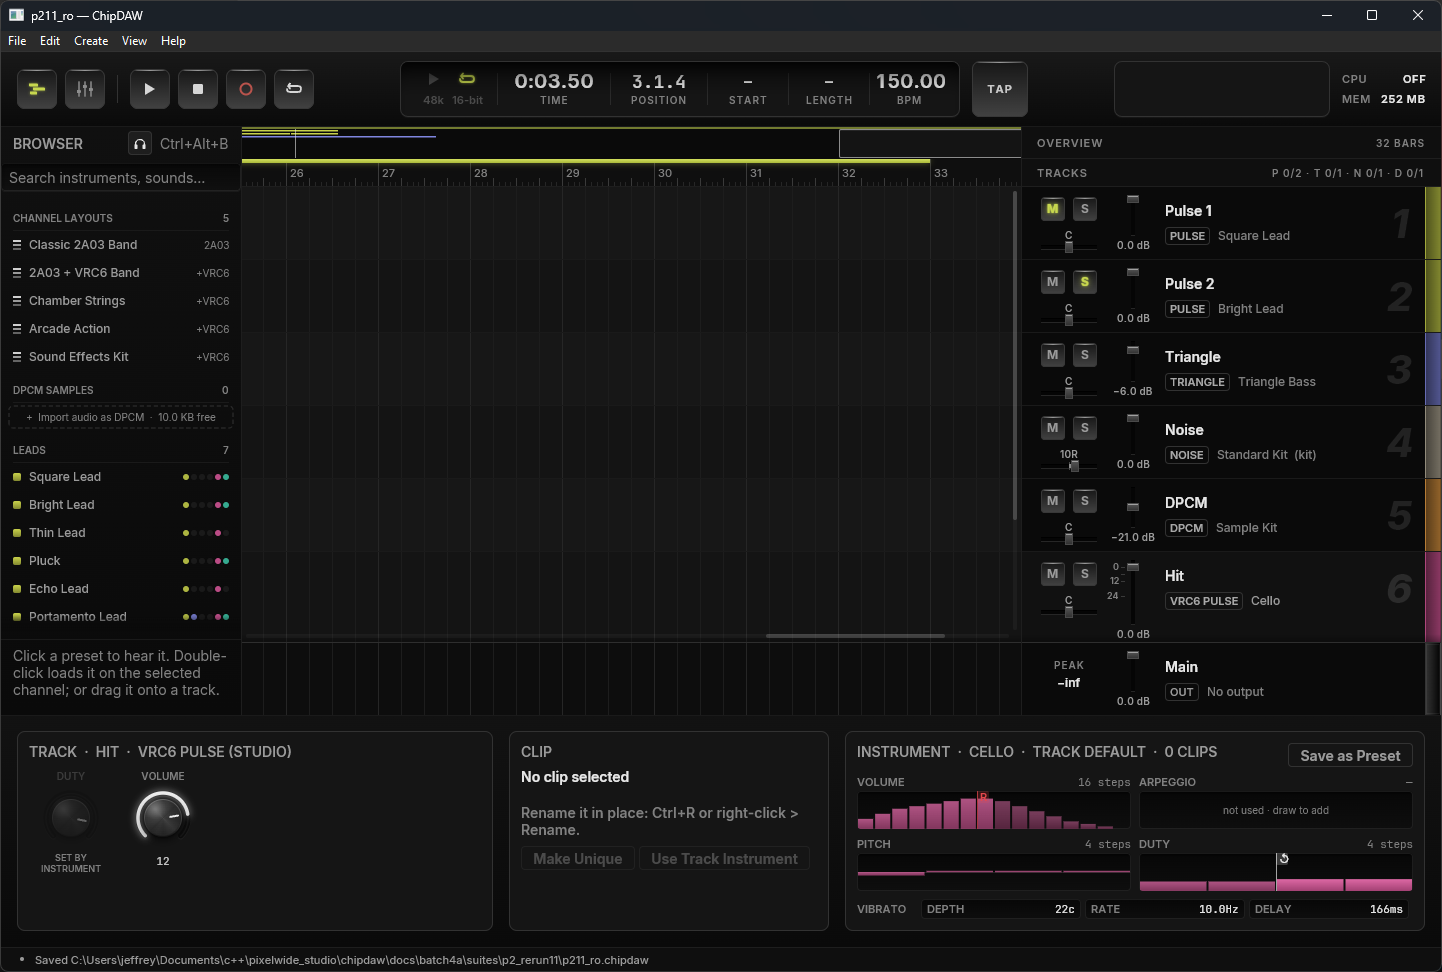 p211_ro — ChipDAW
File Edit Create View Help
48k 16-bit
0:03.50 TIME
3.1.4 POSITION
– START
– LENGTH
150.00 BPM
TAP
CPU OFF
MEM 252 MB
BROWSER Ctrl+Alt+B
Search instruments, sounds...
CHANNEL LAYOUTS 5
Classic 2A03 Band 2A03
2A03 + VRC6 Band +VRC6
Chamber Strings +VRC6
Arcade Action +VRC6
Sound Effects Kit +VRC6
DPCM SAMPLES 0
+ Import audio as DPCM · 10.0 KB free
LEADS 7
Square Lead
Bright Lead
Thin Lead
Pluck
Echo Lead
Portamento Lead
Click a preset to hear it. Double-
click loads it on the selected
channel; or drag it onto a track.
26 27 28 29 30 31 32 33
OVERVIEW 32 BARS
TRACKS P 0/2 · T 0/1 · N 0/1 · D 0/1
M S C 0.0 dB Pulse 1 PULSE Square Lead 1
M S C 0.0 dB Pulse 2 PULSE Bright Lead 2
M S C −6.0 dB Triangle TRIANGLE Triangle Bass 3
M S 10R 0.0 dB Noise NOISE Standard Kit (kit) 4
M S C −21.0 dB DPCM DPCM Sample Kit 5
M S C 0 12 24 0.0 dB Hit VRC6 PULSE Cello 6
PEAK −inf 0.0 dB Main OUT No output
TRACK · HIT · VRC6 PULSE (STUDIO)
DUTY VOLUME
SET BY
INSTRUMENT
12
CLIP
No clip selected
Rename it in place: Ctrl+R or right-click >
Rename.
Make Unique Use Track Instrument
INSTRUMENT · CELLO · TRACK DEFAULT · 0 CLIPS Save as Preset
VOLUME 16 steps ARPEGGIO –
R
not used · draw to add
PITCH 4 steps DUTY 4 steps
VIBRATO DEPTH 22c RATE 10.0Hz DELAY 166ms
• Saved C:\Users\jeffrey\Documents\c++\pixelwide_studio\chipdaw\docs\batch4a\suites\p2_rerun11\p211_ro.chipdaw